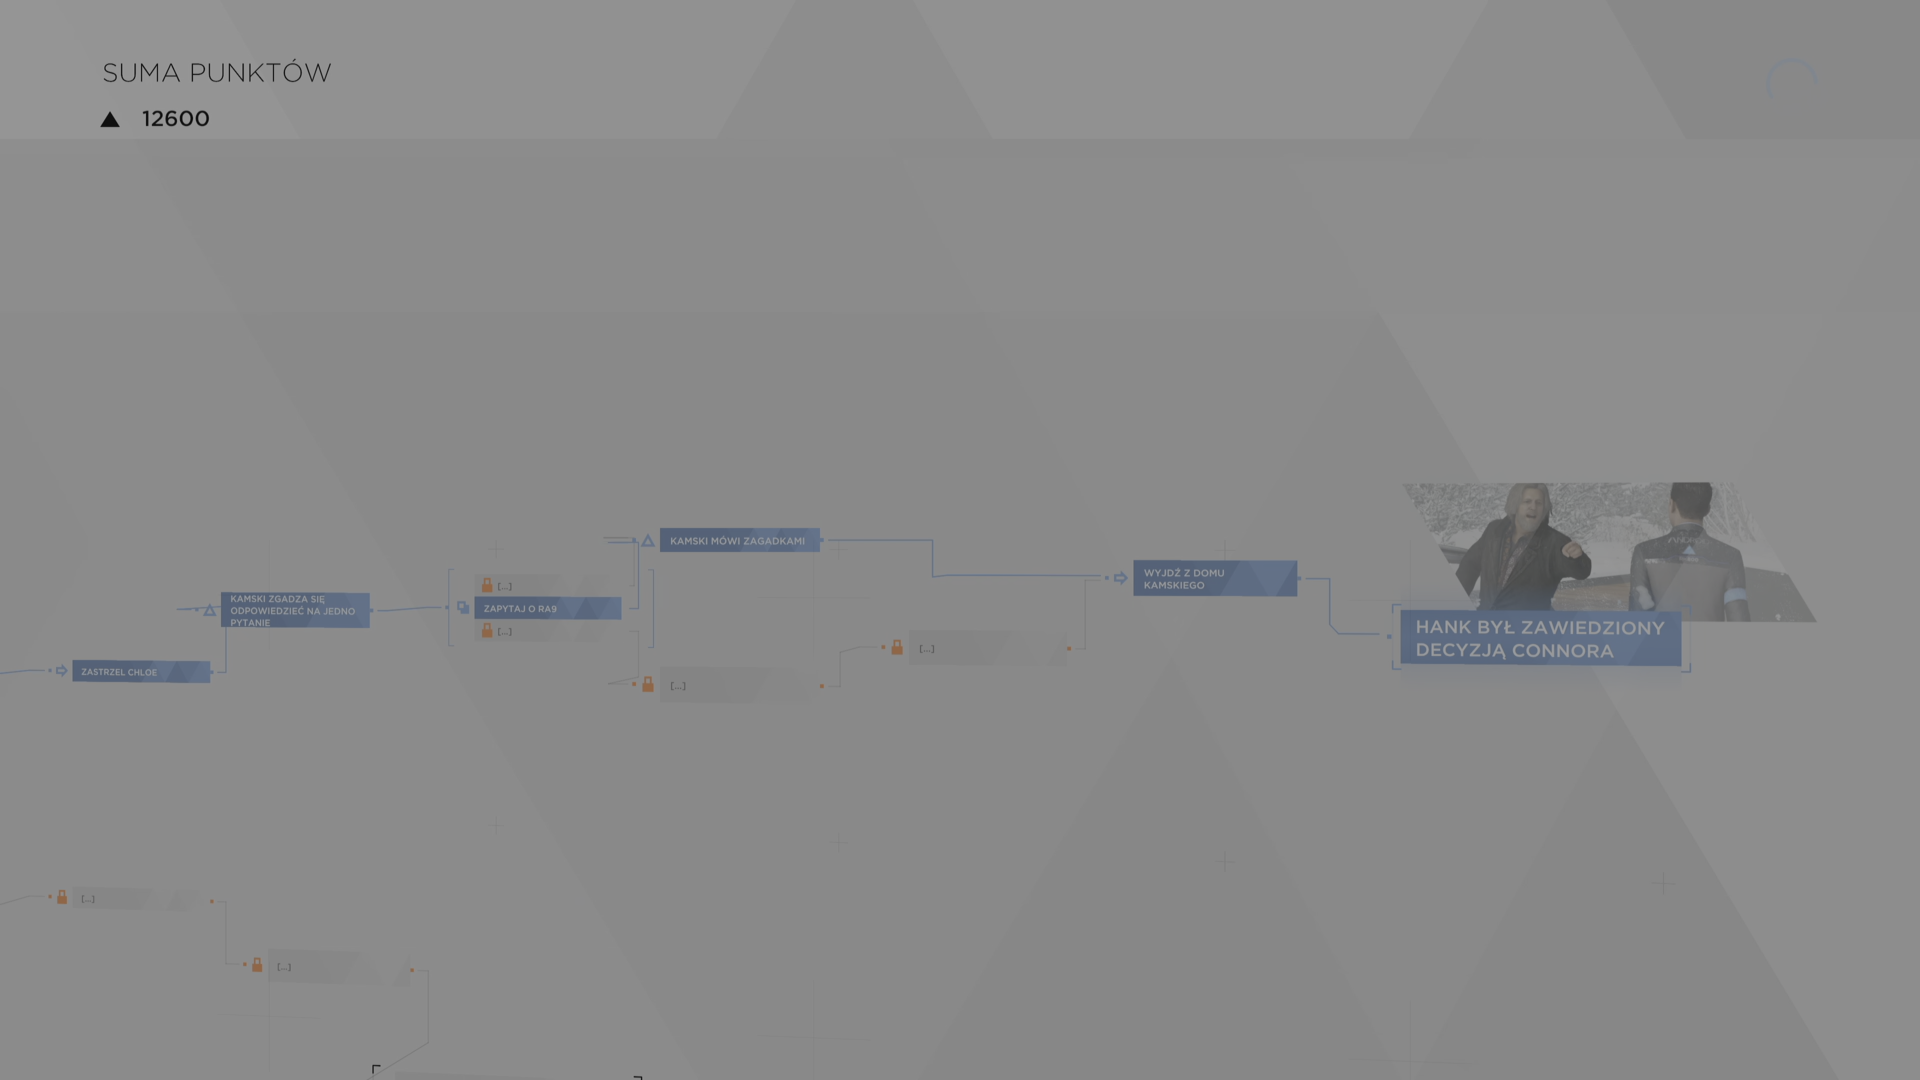 SUMA PUNKTÓW
12600
KAMSKI MÓWI ZAGADKAMI
WYJDŹ Z DOMU
KAMSKIEGO
[...]
KAMSKI ZGADZA SIĘ
ODPOWIEDZIEĆ NA JEDNO
PYTANIE
ZAPYTAJ O RA9
[...]
HANK BYŁ ZAWIEDZIONY
DECYZJĄ CONNORA
[...]
ZASTRZEL CHLOE
[...]
[...]
[...]